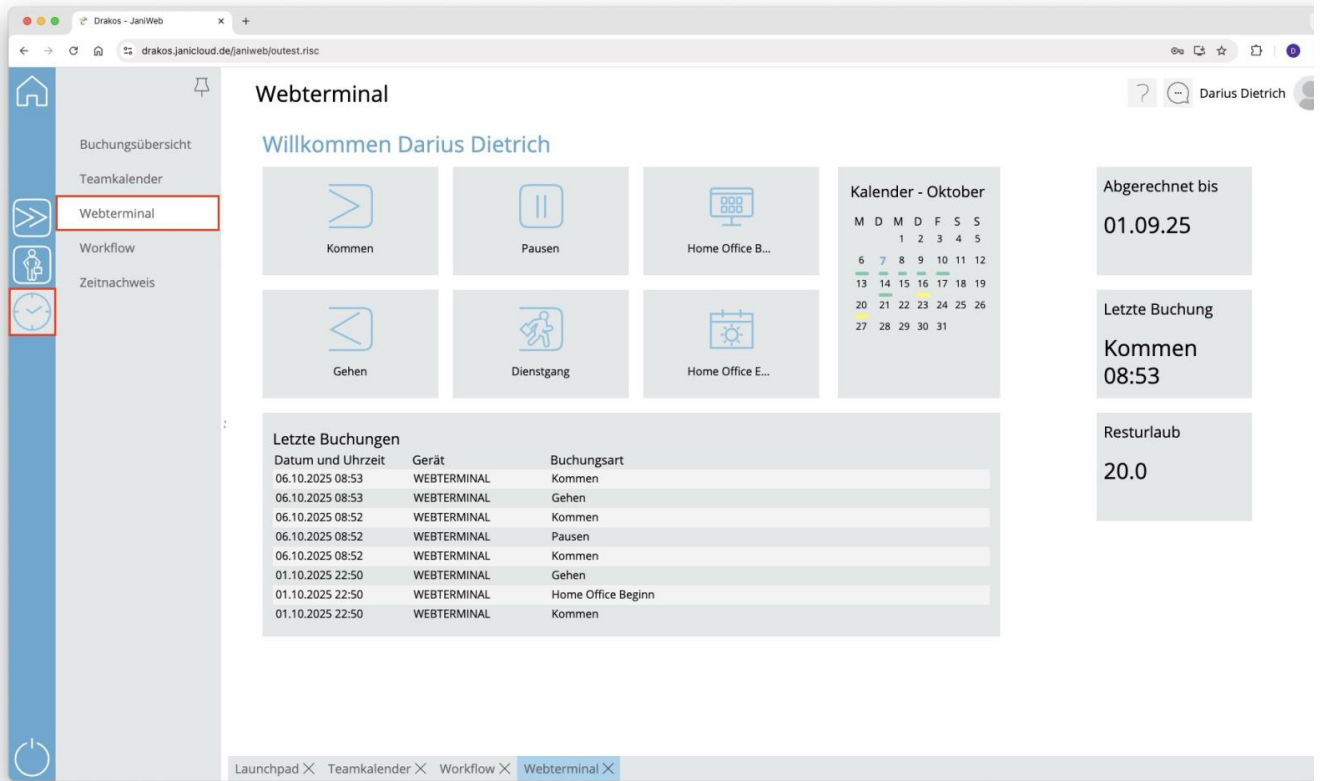 Drakos - JaniWeb
drakos.janicloud.de/janiweb/outest.risc
D
Webterminal
? Darius Dietrich
Buchungsübersicht
Teamkalender
Webterminal
Workflow
Zeitnachweis
Willkommen Darius Dietrich
Kommen
Pausen
Home Office B...
Gehen
Dienstgang
Home Office E...
Kalender - Oktober
M D M D F S S
1 2 3 4 5
6 7 8 9 10 11 12
13 14 15 16 17 18 19
20 21 22 23 24 25 26
27 28 29 30 31
Abgerechnet bis
01.09.25
Letzte Buchung
Kommen
08:53
Resturlaub
20.0
Letzte Buchungen
Datum und Uhrzeit Gerät Buchungsart
06.10.2025 08:53 WEBTERMINAL Kommen
06.10.2025 08:53 WEBTERMINAL Gehen
06.10.2025 08:52 WEBTERMINAL Kommen
06.10.2025 08:52 WEBTERMINAL Pausen
06.10.2025 08:52 WEBTERMINAL Kommen
01.10.2025 22:50 WEBTERMINAL Gehen
01.10.2025 22:50 WEBTERMINAL Home Office Beginn
01.10.2025 22:50 WEBTERMINAL Kommen
Launchpad Teamkalender Workflow Webterminal